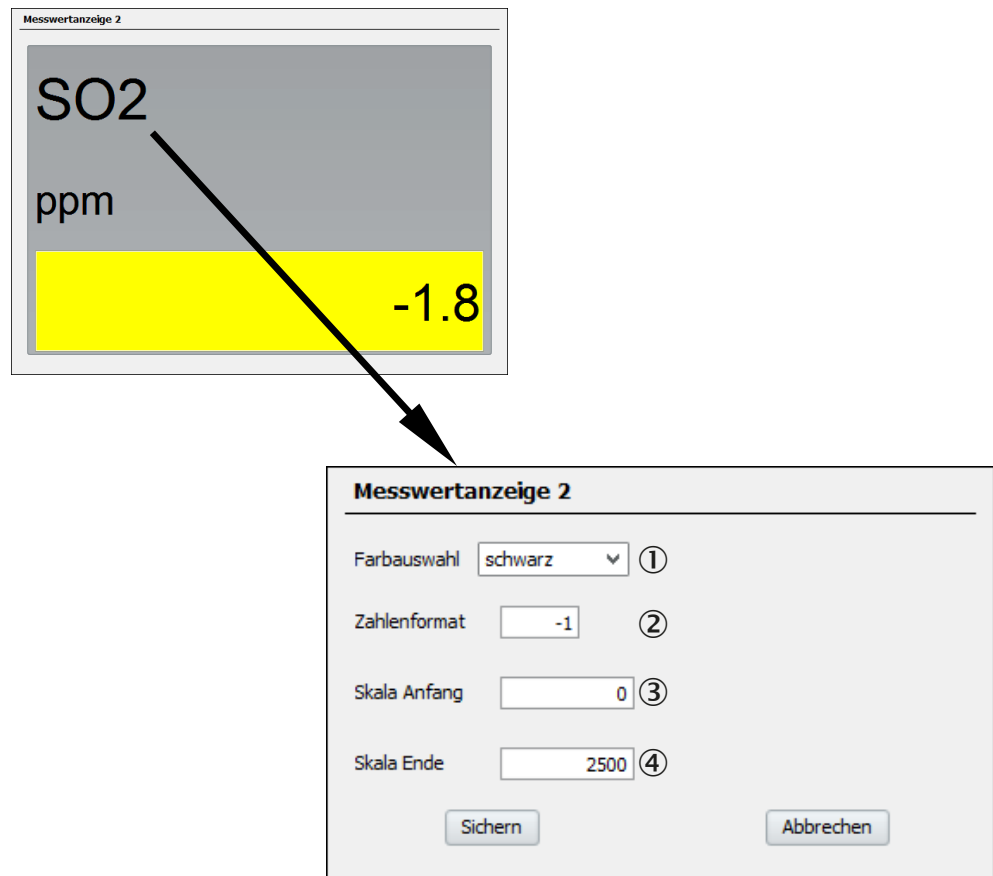 Messwertanzeige 2
SO2
ppm
-1.8
Messwertanzeige 2
Farbauswahl schwarz ①
Zahlenformat -1 ②
Skala Anfang 0 ③
Skala Ende 2500 ④
Sichern Abbrechen